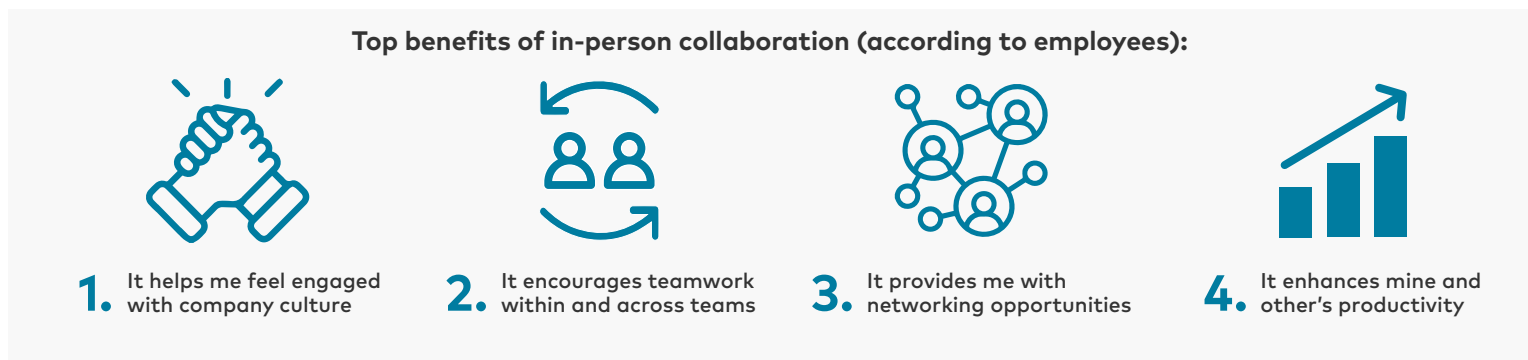 Top benefits of in-person collaboration (according to employees):
1. It helps me feel engaged
with company culture
2. It encourages teamwork
within and across teams
3. It provides me with
networking opportunities
4. It enhances mine and
other's productivity